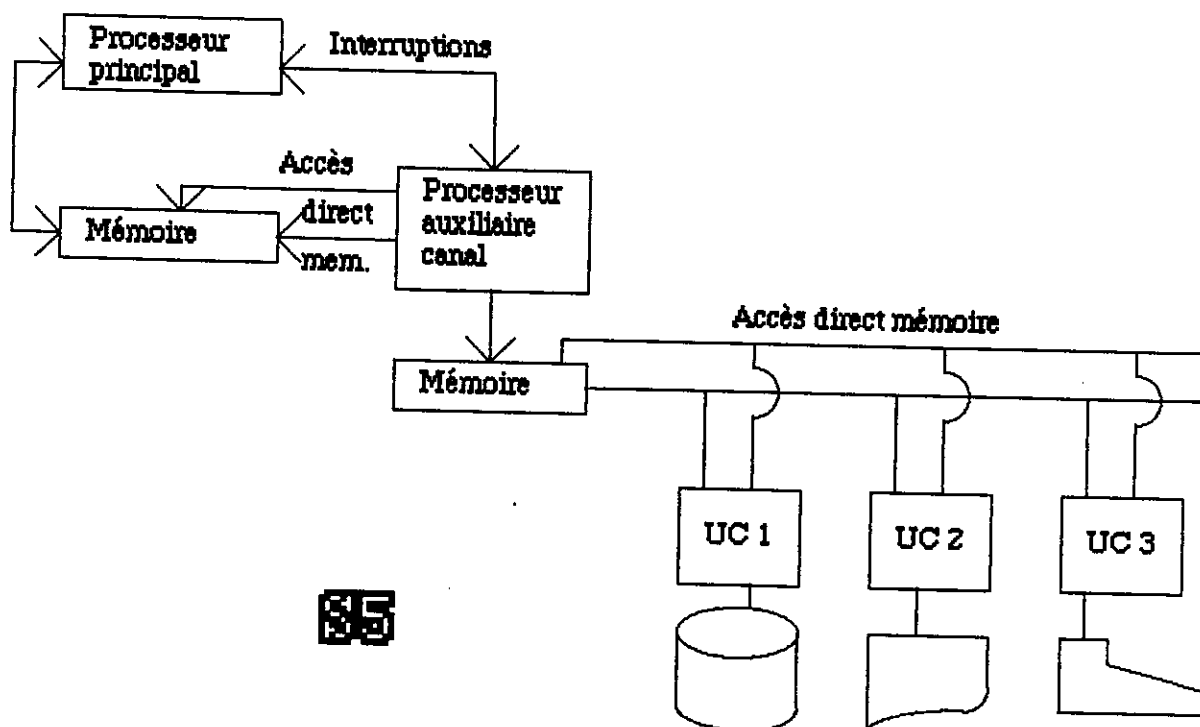 Processeur
principal
Interruptions
Accès
direct
mem.
Mémoire
Processeur
auxiliaire
canal
Accès direct mémoire
Mémoire
UC 1
UC 2
UC 3